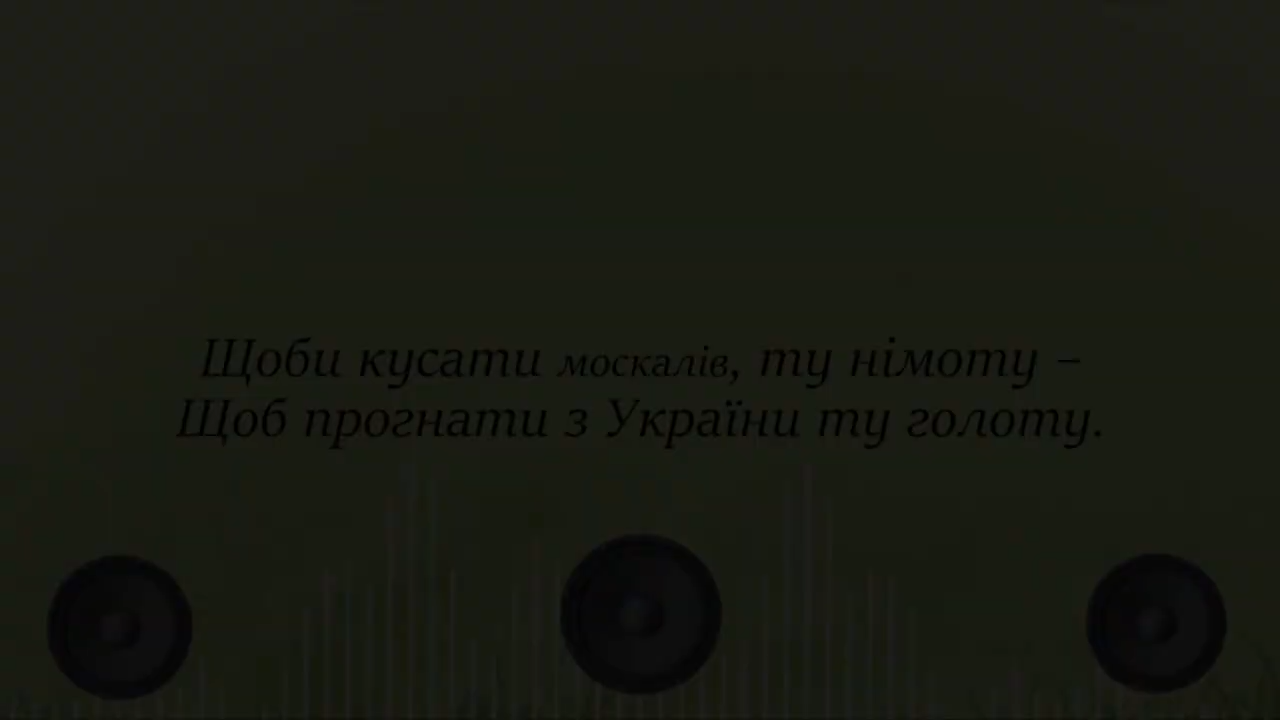 Щоби кусати москалів, ту німоту –
Щоб прогнати з України ту голоту.